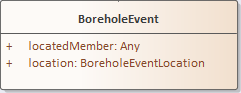 BoreholeEvent
+ locatedMember: Any
+ location: BoreholeEventLocation